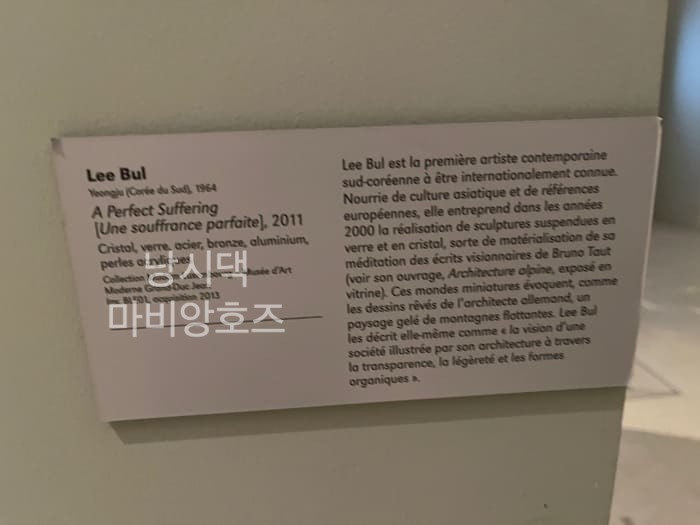 Lee Bul
Yeongju (Corée du Sud), 1964
A Perfect Suffering
[Une souffrance parfaite], 2011
Cristal, verre, acier, bronze, aluminium,
perles acryliques
Collection Musée d'Art
Moderne Grand-Duc Jean,
acquisition 2013
Lee Bul est la première artiste contemporaine
sud-coréenne à être internationalement connue.
Nourrie de culture asiatique et de références
européennes, elle entreprend dans les années
2000 la réalisation de sculptures suspendues en
verre et en cristal, sorte de matérialisation de sa
méditation des écrits visionnaires de Bruno Taut
(voir son ouvrage, Architecture alpine, exposé en
vitrine). Ces mondes miniatures évoquent, comme
les dessins rêvés de l'architecte allemand, un
paysage gelé de montagnes flottantes. Lee Bul
les décrit elle-même comme « la vision d'une
société illustrée par son architecture à travers
la transparence, la légèreté et les formes
organiques ».
낭시댁
마비앙호즈